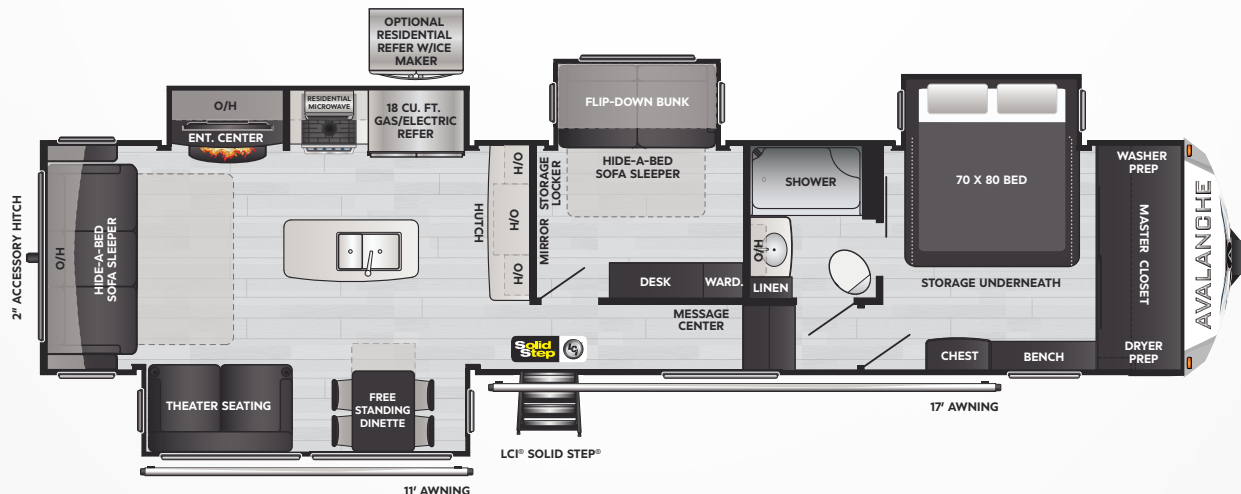 OPTIONAL
RESIDENTIAL
REFER W/ICE
MAKER
O/H
ENT. CENTER
RESIDENTIAL
MICROWAVE
18 CU. FT.
GAS/ELECTRIC
REFER
FLIP-DOWN BUNK
HIDE-A-BED
SOFA SLEEPER
SHOWER
70 X 80 BED
STORAGE UNDERNEATH
WASHER
PREP
MASTER CLOSET
DRYER
PREP
AVALANCHE
2" ACCESSORY HITCH
O/H
HIDE-A-BED
SOFA SLEEPER
HUTCH
H/O
H/O
H/O
MIRROR
STORAGE
LOCKER
DESK
WARD.
H/O
LINEN
MESSAGE
CENTER
Solid
Step
LCI
CHEST
BENCH
THEATER SEATING
FREE
STANDING
DINETTE
LCI® SOLID STEP®
17' AWNING
11' AWNING